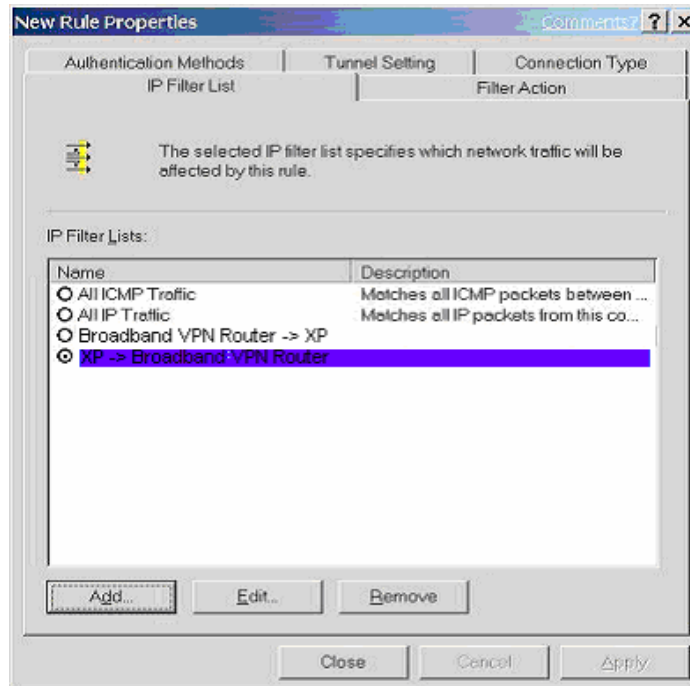 New Rule Properties Comments? ? X
Authentication Methods Tunnel Setting Connection Type
IP Filter List Filter Action
The selected IP filter list specifies which network traffic will be
affected by this rule.
IP Filter Lists:
Name Description
All ICMP Traffic Matches all ICMP packets between ...
All IP Traffic Matches all IP packets from this co...
Broadband VPN Router -> XP
XP -> Broadband VPN Router
Add... Edit... Remove
Close Cancel Apply